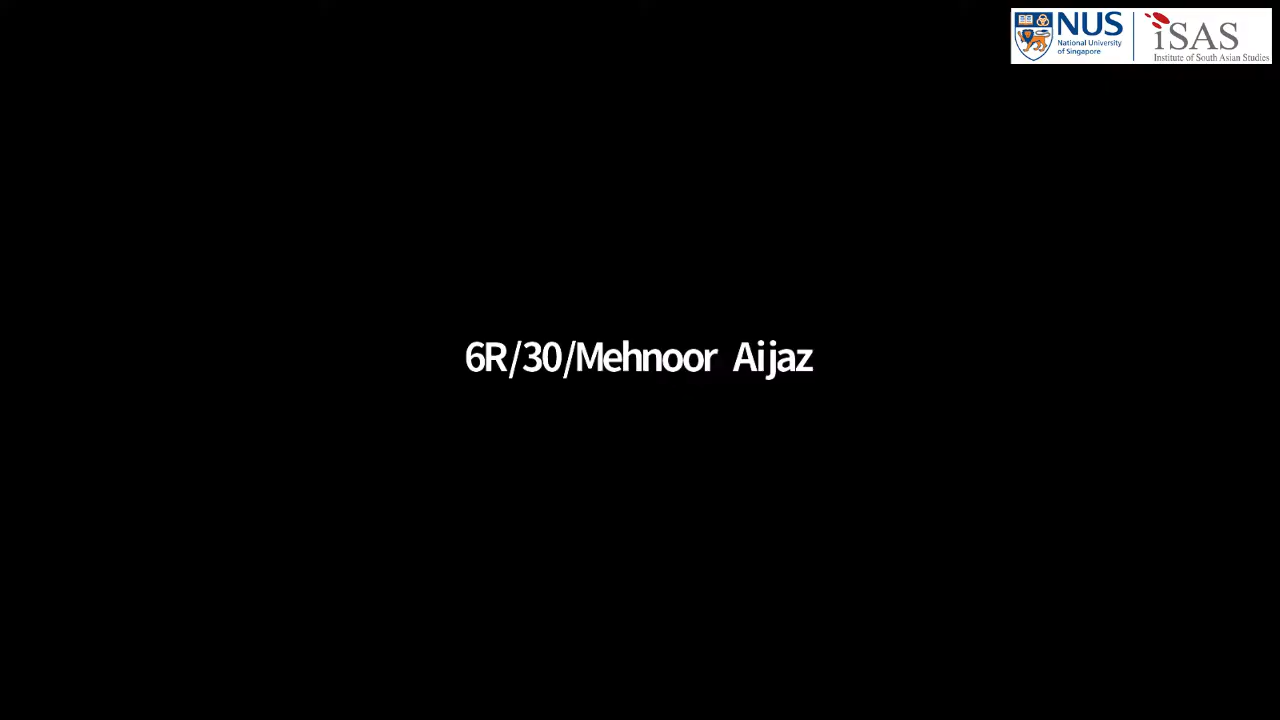 NUS
National University
of Singapore
iSAS
Institute of South Asian Studies
6R/30/Mehnoor Aijaz